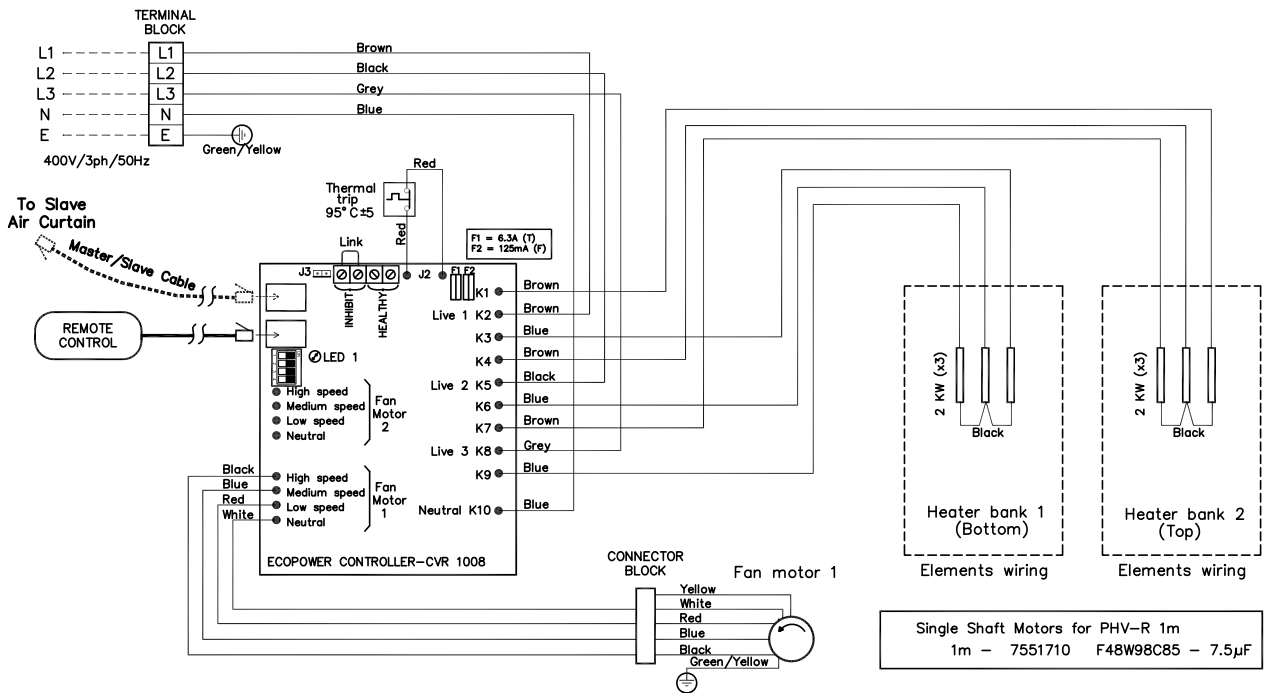 TERMINAL
BLOCK
L1 L1 Brown
L2 L2 Black
L3 L3 Grey
N N Blue
E E
Green/Yellow
400V/3ph/50Hz
Red
Thermal
trip
95°C±5
Red
To Slave
Air Curtain
Master/Slave Cable
Link
F1 = 6.3A (T)
F2 = 125mA (F)
J3
J2
F1 F2
INHIBIT
HEALTHY
REMOTE
CONTROL
LED 1
K1 Brown
Live 1 K2 Brown
K3 Blue
K4 Brown
Live 2 K5 Black
K6 Blue
K7 Brown
Live 3 K8 Grey
K9 Blue
Neutral K10 Blue
High speed
Medium speed
Low speed
Neutral
Fan
Motor
2
Black High speed
Blue Medium speed
Red Low speed
White Neutral
Fan
Motor
1
ECOPOWER CONTROLLER-CVR 1008
2 KW (x3)
Black
Heater bank 1
(Bottom)
Elements wiring
2 KW (x3)
Black
Heater bank 2
(Top)
Elements wiring
CONNECTOR
BLOCK
Fan motor 1
Yellow
White
Red
Blue
Black
Green/Yellow
Single Shaft Motors for PHV-R 1m
1m - 7551710 F48W98C85 - 7.5µF